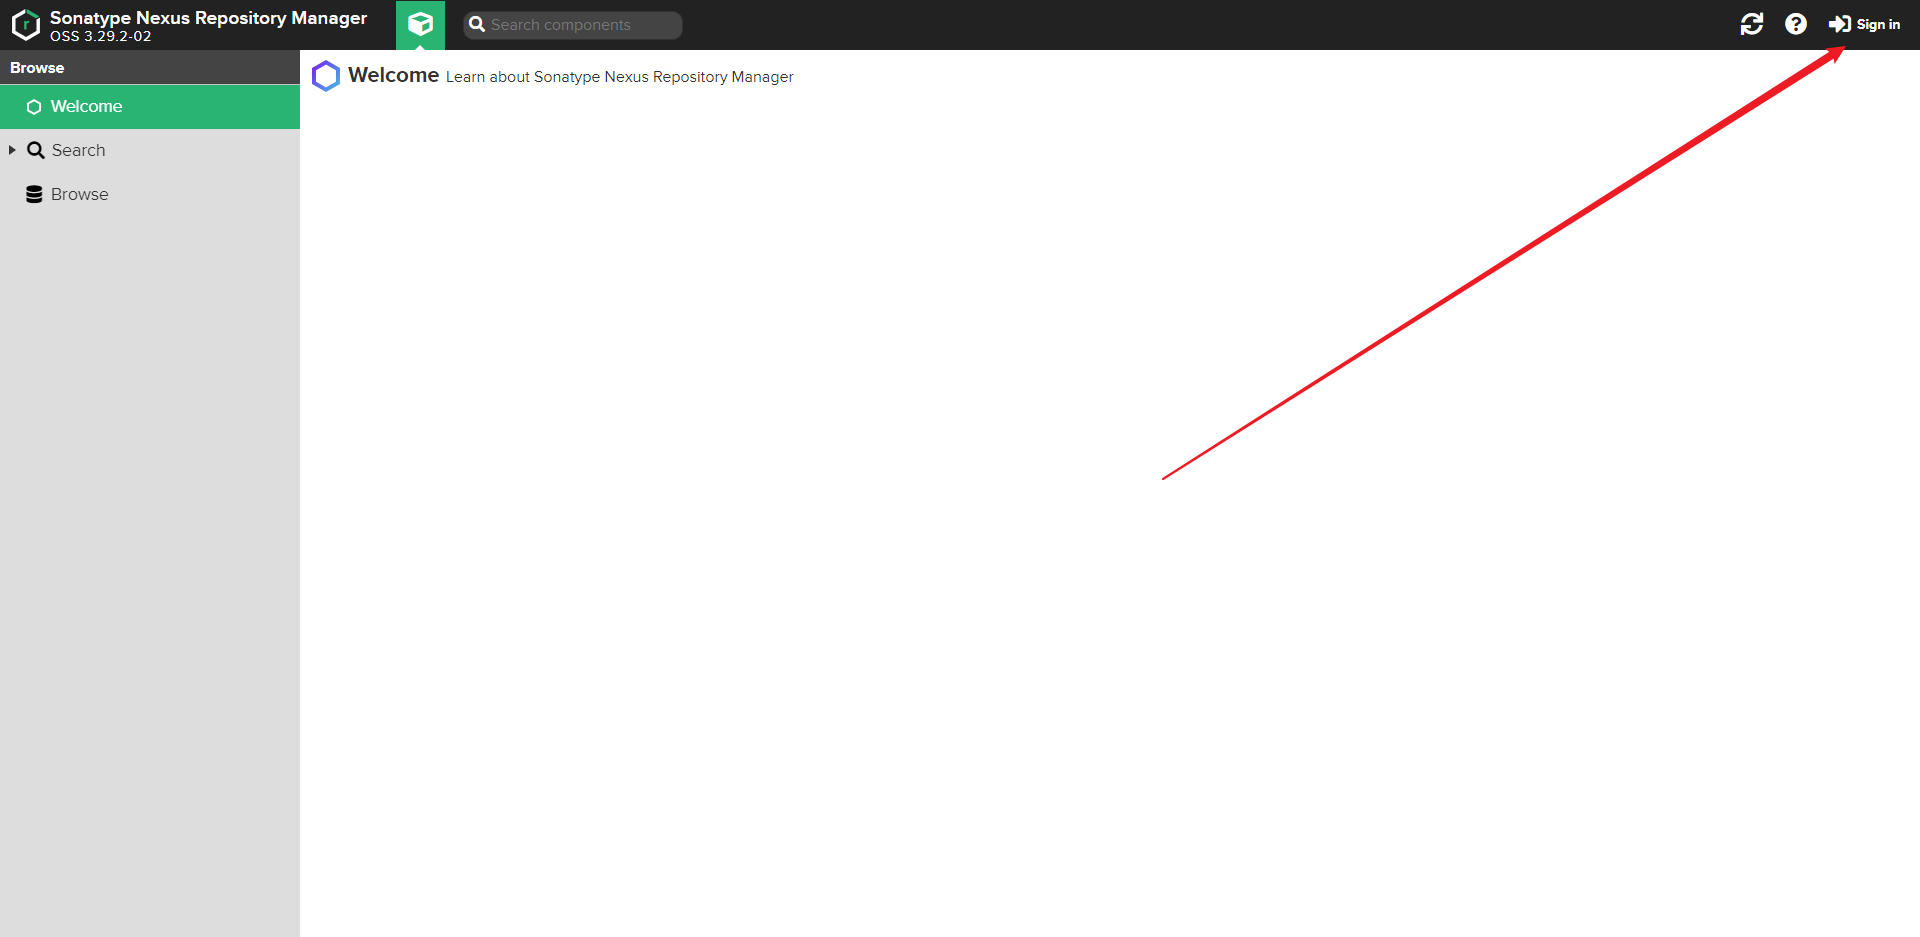 Sonatype Nexus Repository Manager
OSS 3.29.2-02
Search components
Sign in
Browse
Welcome
Search
Browse
Welcome Learn about Sonatype Nexus Repository Manager